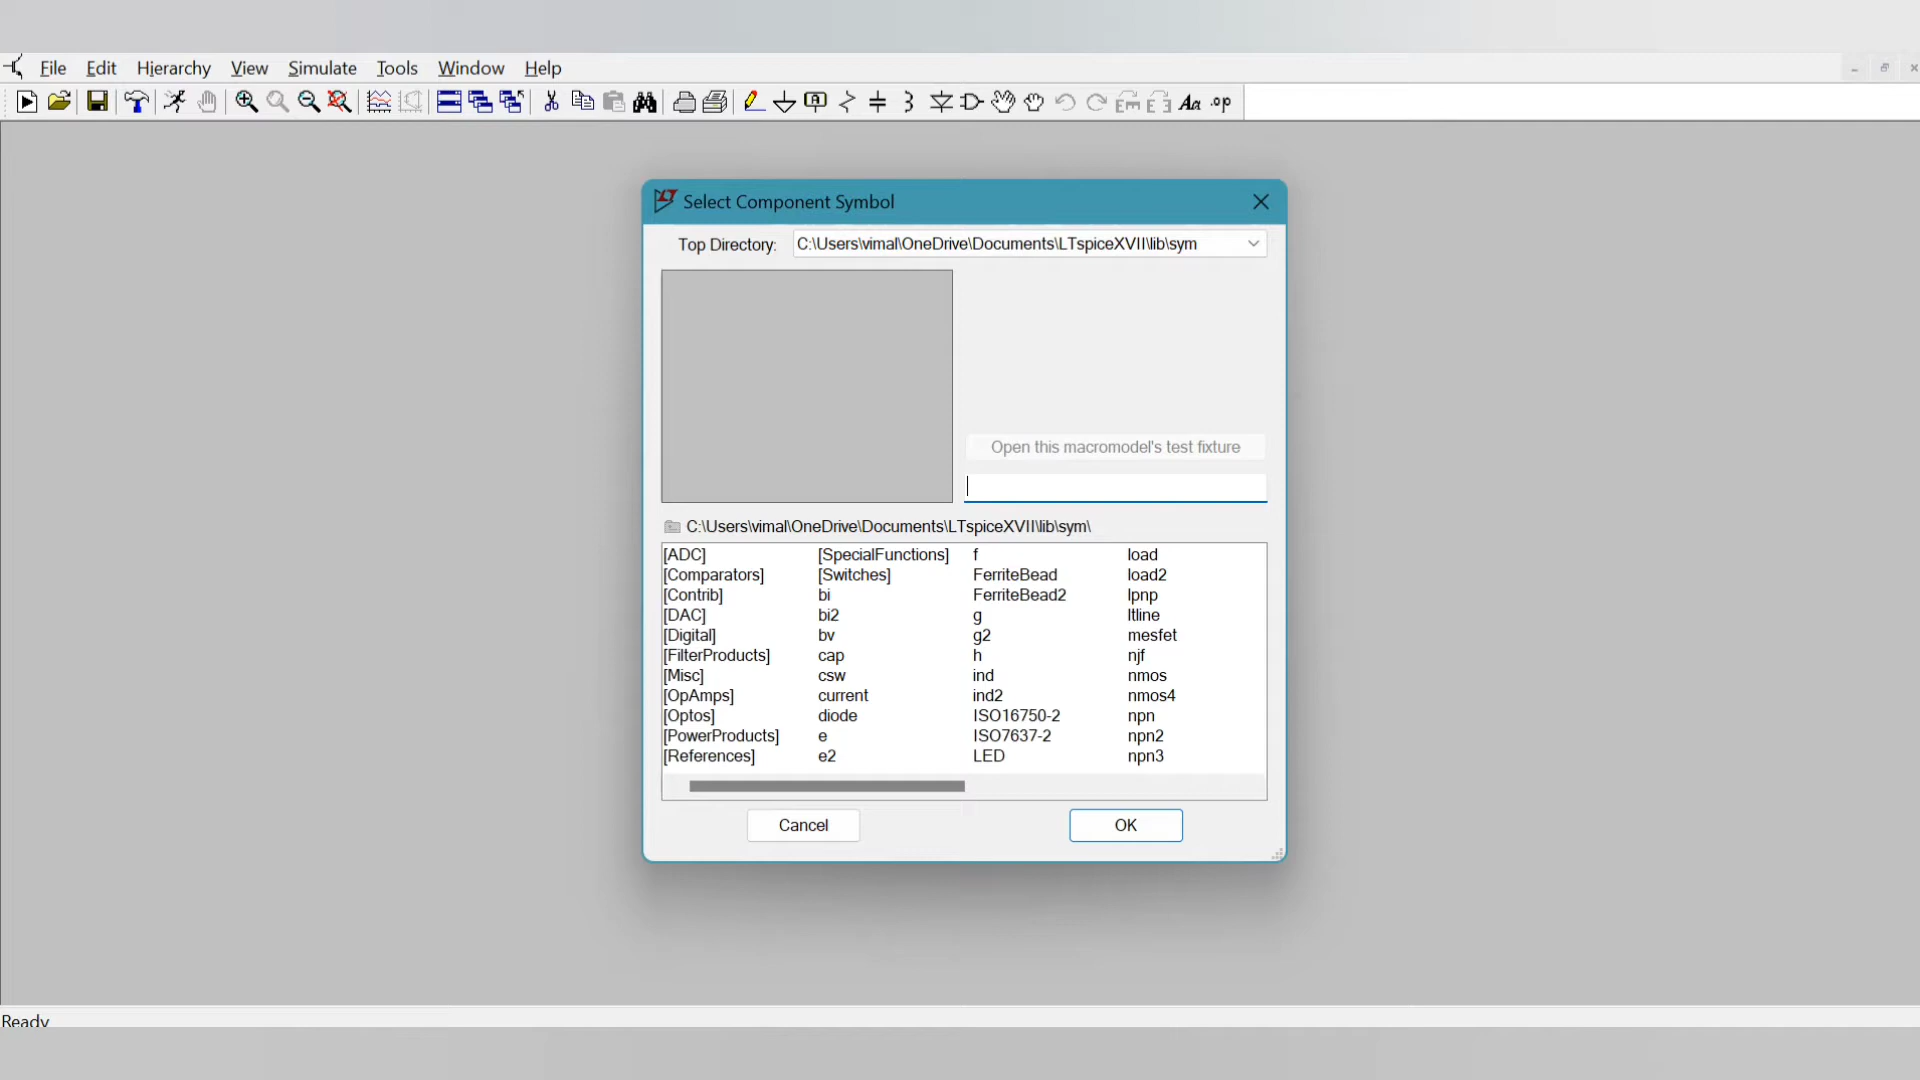 File Edit Hierarchy View Simulate Tools Window Help
Aa .op
Select Component Symbol
Top Directory: C:\Users\vimal\OneDrive\Documents\LTspiceXVII\lib\sym
Open this macromodel's test fixture
C:\Users\vimal\OneDrive\Documents\LTspiceXVII\lib\sym\
[ADC] [SpecialFunctions] f load
[Comparators] [Switches] FerriteBead load2
[Contrib] bi FerriteBead2 lpnp
[DAC] bi2 g ltline
[Digital] bv g2 mesfet
[FilterProducts] cap h njf
[Misc] csw ind nmos
[OpAmps] current ind2 nmos4
[Optos] diode ISO16750-2 npn
[PowerProducts] e ISO7637-2 npn2
[References] e2 LED npn3
Cancel OK
Ready